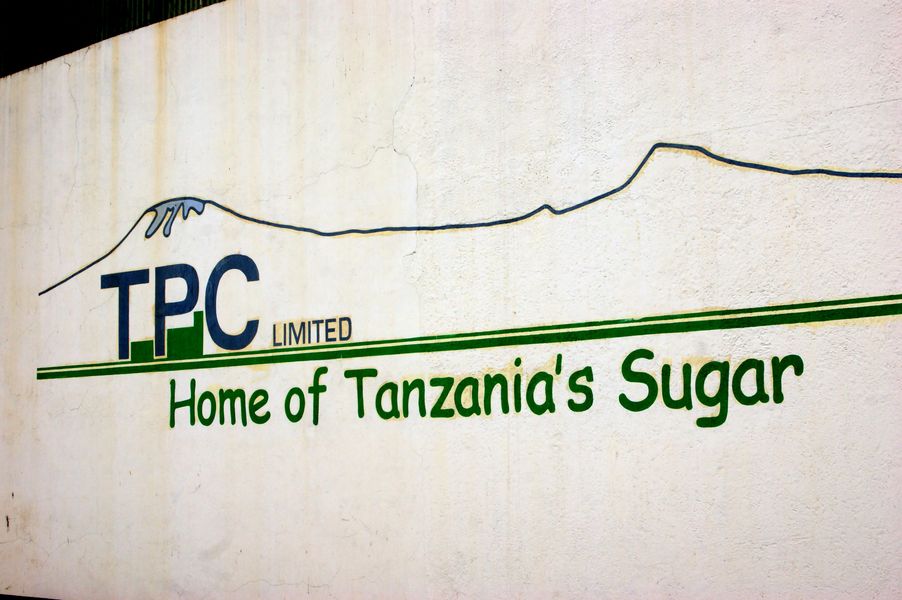 TPC LIMITED
Home of Tanzania's Sugar